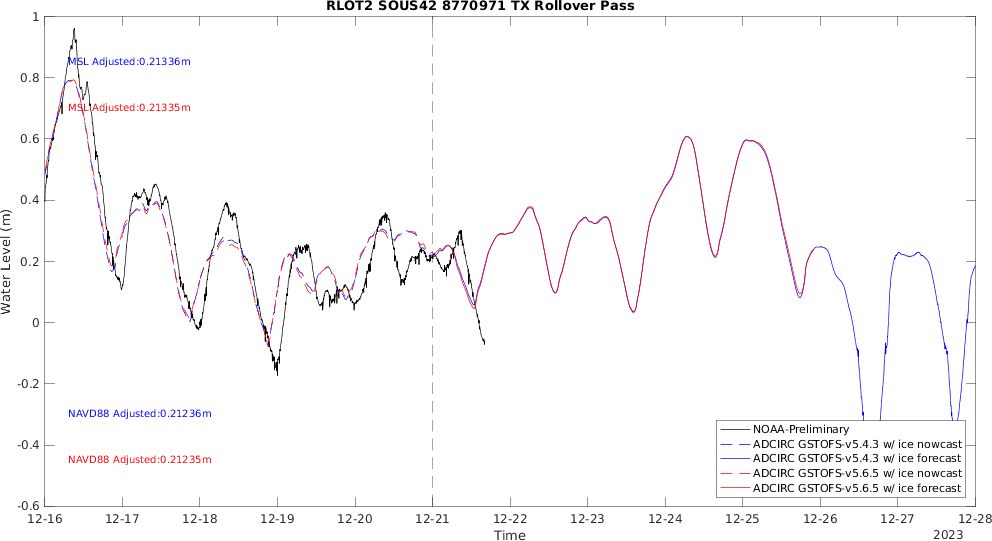 RLOT2 SOUS42 8770971 TX Rollover Pass
1
0.8
0.6
0.4
0.2
0
-0.2
-0.4
-0.6
Water Level (m)
MSL Adjusted:0.21336m
MSL Adjusted:0.21335m
NAVD88 Adjusted:0.21236m
NAVD88 Adjusted:0.21235m
NOAA-Preliminary
ADCIRC GSTOFS-v5.4.3 w/ ice nowcast
ADCIRC GSTOFS-v5.4.3 w/ ice forecast
ADCIRC GSTOFS-v5.6.5 w/ ice nowcast
ADCIRC GSTOFS-v5.6.5 w/ ice forecast
12-16 12-17 12-18 12-19 12-20 12-21 12-22 12-23 12-24 12-25 12-26 12-27 12-28
Time
2023